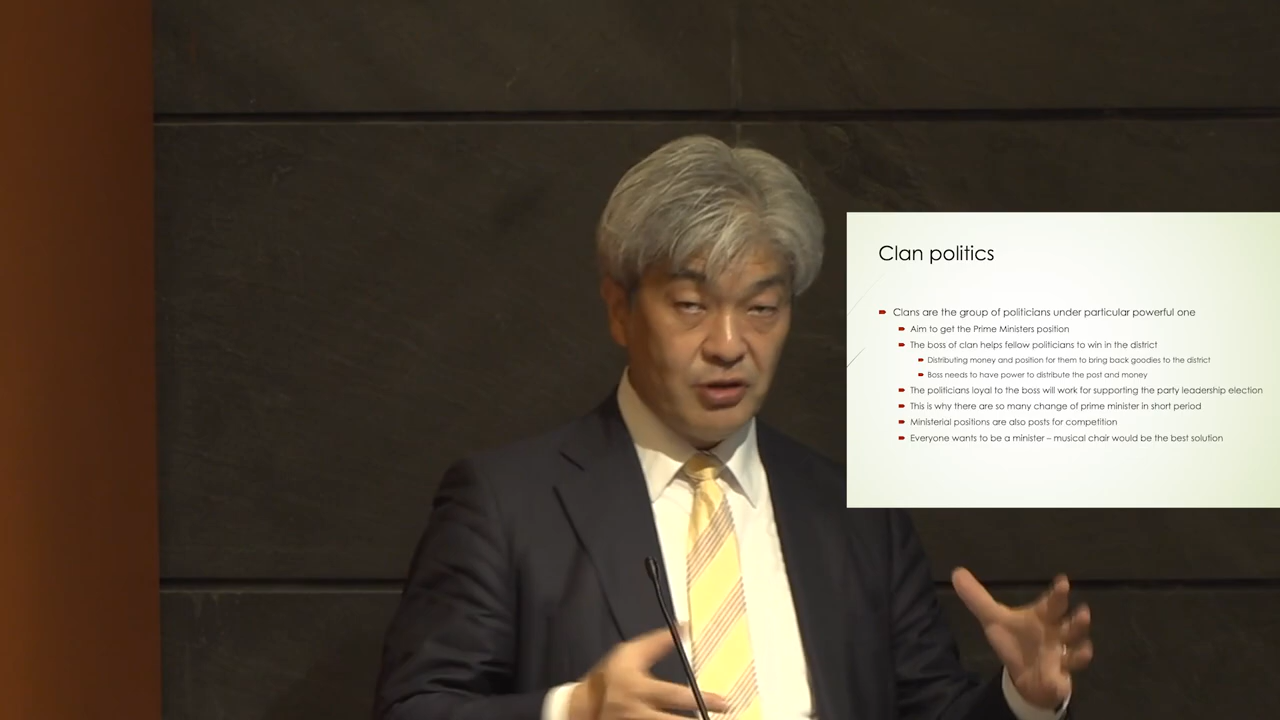 Clan politics
Clans are the group of politicians under particular powerful one
Aim to get the Prime Ministers position
The boss of clan helps fellow politicians to win in the district
Distributing money and position for them to bring back goodies to the district
Boss needs to have power to distribute the post and money
The politicians loyal to the boss will work for supporting the party leadership election
This is why there are so many change of prime minister in short period
Ministerial positions are also posts for competition
Everyone wants to be a minister – musical chair would be the best solution